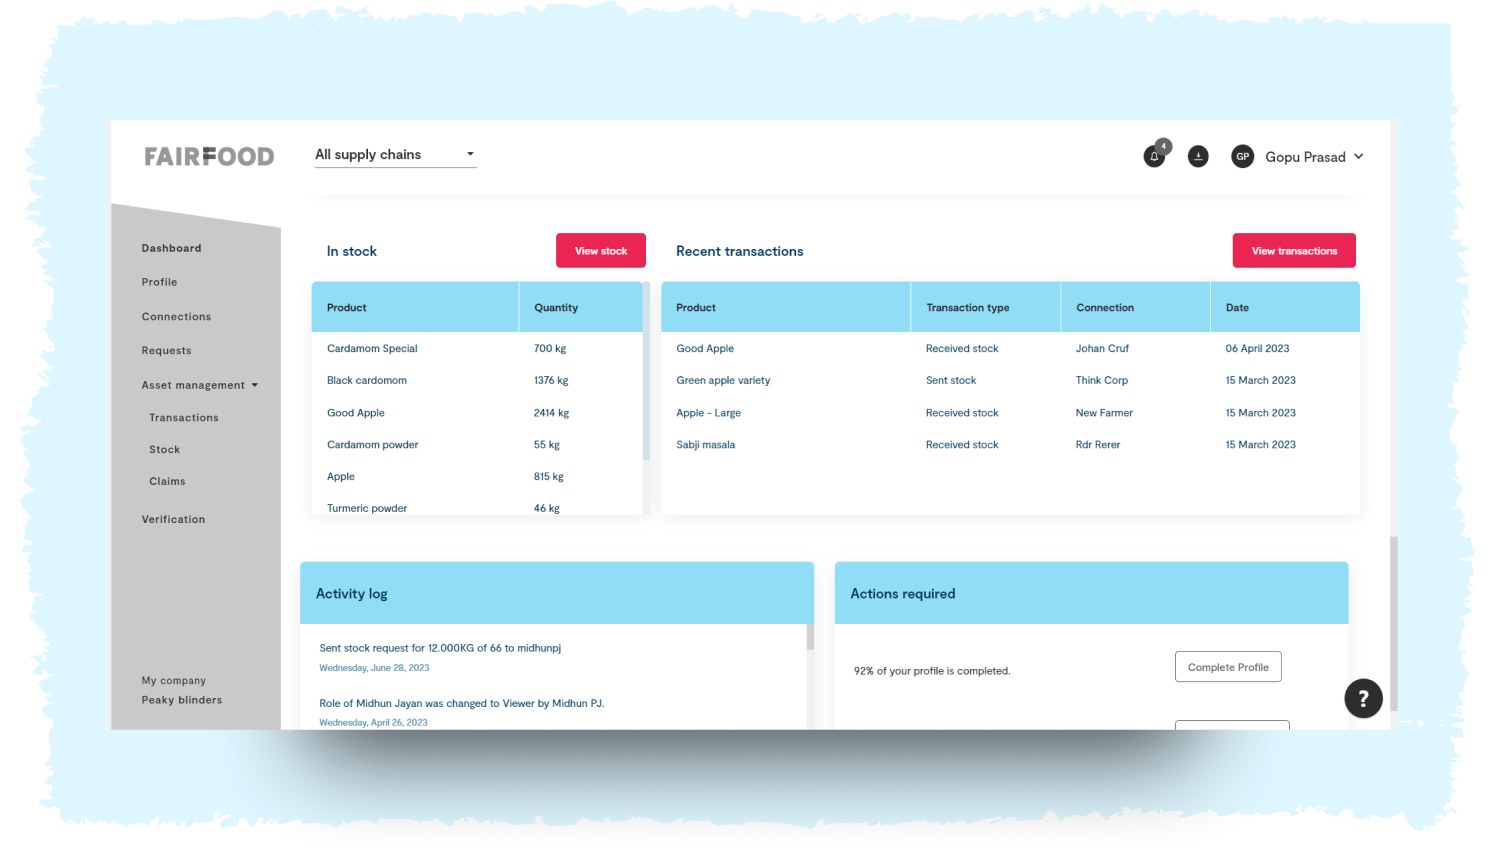 FAIRFOOD
All supply chains
4
GP
Gopu Prasad
Dashboard
Profile
Connections
Requests
Asset management
Transactions
Stock
Claims
Verification
My company
Peaky blinders
In stock
View stock
Product Quantity
Cardamom Special 700 kg
Black cardomom 1376 kg
Good Apple 2414 kg
Cardamom powder 55 kg
Apple 815 kg
Turmeric powder 46 kg
Recent transactions
View transactions
Product Transaction type Connection Date
Good Apple Received stock Johan Cruf 06 April 2023
Green apple variety Sent stock Think Corp 15 March 2023
Apple - Large Received stock New Farmer 15 March 2023
Sabji masala Received stock Rdr Rerer 15 March 2023
Activity log
Sent stock request for 12.000KG of 66 to midhunpj
Wednesday, June 28, 2023
Role of Midhun Jayan was changed to Viewer by Midhun PJ.
Wednesday, April 26, 2023
Actions required
92% of your profile is completed.
Complete Profile
?